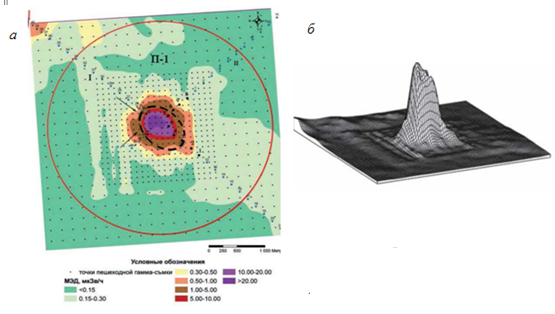 а
б
П-1
I
II
0 250 500 1 000 Метры
Условные обозначения
точки пешеходной гамма-съмки
МЭД, мкЗв/ч
<0.15
0.15-0.30
0.30-0.50
0.50-1.00
1.00-5.00
5.00-10.00
10.00-20.00
>20.00